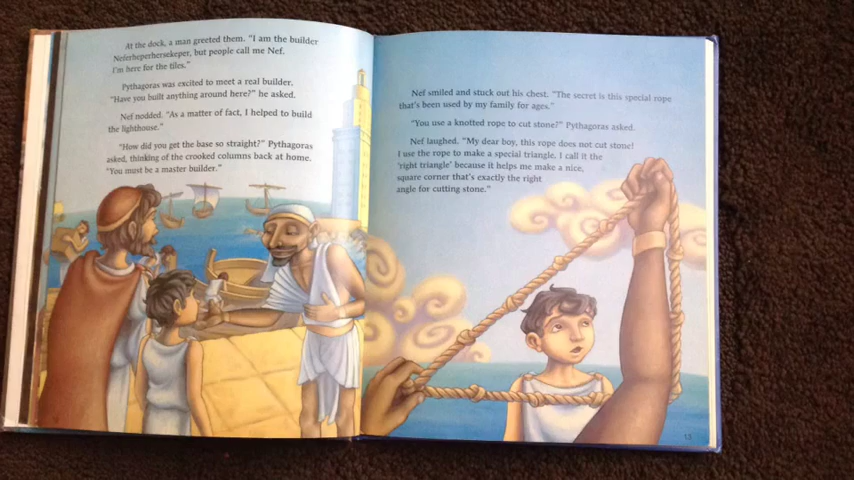 At the dock, a man greeted them. "I am the builder
Neferheperhersekeper, but people call me Nef.
I'm here for the tiles."
Pythagoras was excited to meet a real builder.
"Have you built anything around here?" he asked.
Nef nodded. "As a matter of fact, I helped to build
the lighthouse."
"How did you get the base so straight?" Pythagoras
asked, thinking of the crooked columns back at home.
"You must be a master builder."
Nef smiled and stuck out his chest. "The secret is this special rope
that's been used by my family for ages."
"You use a knotted rope to cut stone?" Pythagoras asked.
Nef laughed. "My dear boy, this rope does not cut stone!
I use the rope to make a special triangle. I call it the
'right triangle' because it helps me make a nice,
square corner that's exactly the right
angle for cutting stone."
13